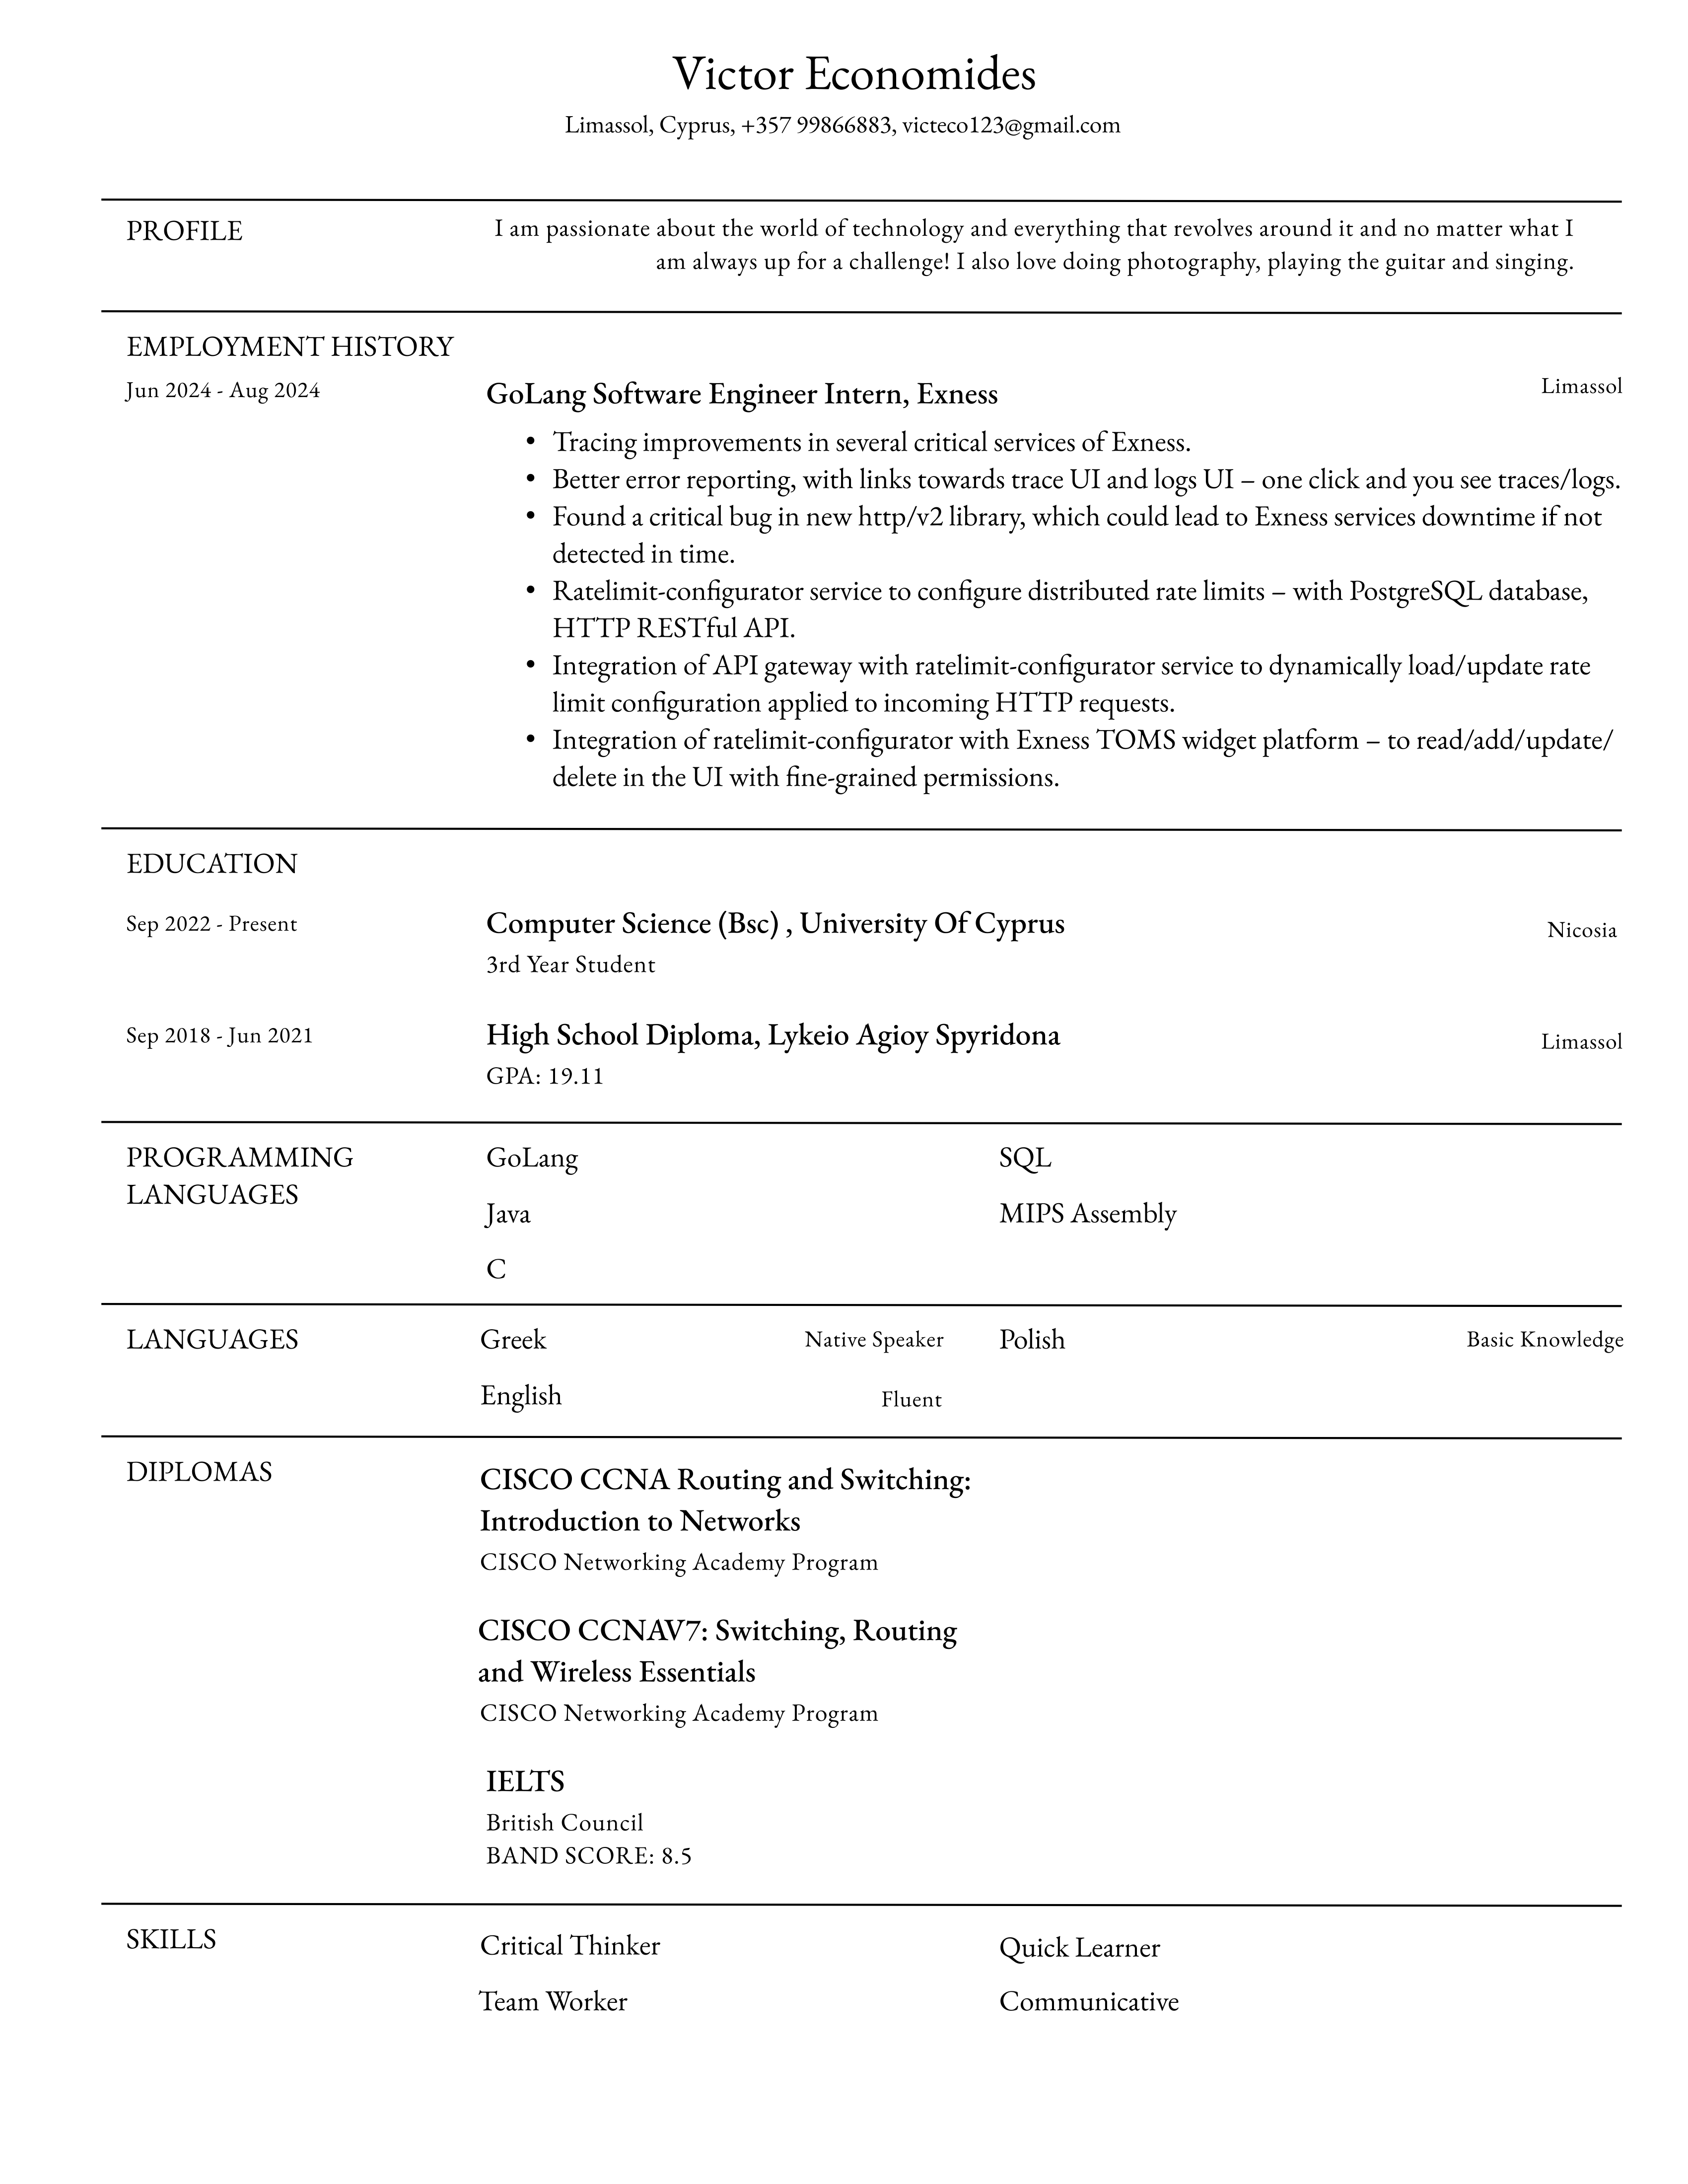 Victor Economides
Limassol, Cyprus, +357 99866883, victeco123@gmail.com
PROFILE
I am passionate about the world of technology and everything that revolves around it and no matter what I
am always up for a challenge! I also love doing photography, playing the guitar and singing.
EMPLOYMENT HISTORY
Jun 2024 - Aug 2024
GoLang Software Engineer Intern, Exness
Limassol
• Tracing improvements in several critical services of Exness.
• Better error reporting, with links towards trace UI and logs UI – one click and you see traces/logs.
• Found a critical bug in new http/v2 library, which could lead to Exness services downtime if not
detected in time.
• Ratelimit-configurator service to configure distributed rate limits – with PostgreSQL database,
HTTP RESTful API.
• Integration of API gateway with ratelimit-configurator service to dynamically load/update rate
limit configuration applied to incoming HTTP requests.
• Integration of ratelimit-configurator with Exness TOMS widget platform – to read/add/update/
delete in the UI with fine-grained permissions.
EDUCATION
Sep 2022 - Present
Computer Science (Bsc) , University Of Cyprus
Nicosia
3rd Year Student
Sep 2018 - Jun 2021
High School Diploma, Lykeio Agioy Spyridona
Limassol
GPA: 19.11
PROGRAMMING
LANGUAGES
GoLang
SQL
Java
MIPS Assembly
C
LANGUAGES
Greek
Native Speaker
Polish
Basic Knowledge
English
Fluent
DIPLOMAS
CISCO CCNA Routing and Switching:
Introduction to Networks
CISCO Networking Academy Program
CISCO CCNAV7: Switching, Routing
and Wireless Essentials
CISCO Networking Academy Program
IELTS
British Council
BAND SCORE: 8.5
SKILLS
Critical Thinker
Quick Learner
Team Worker
Communicative